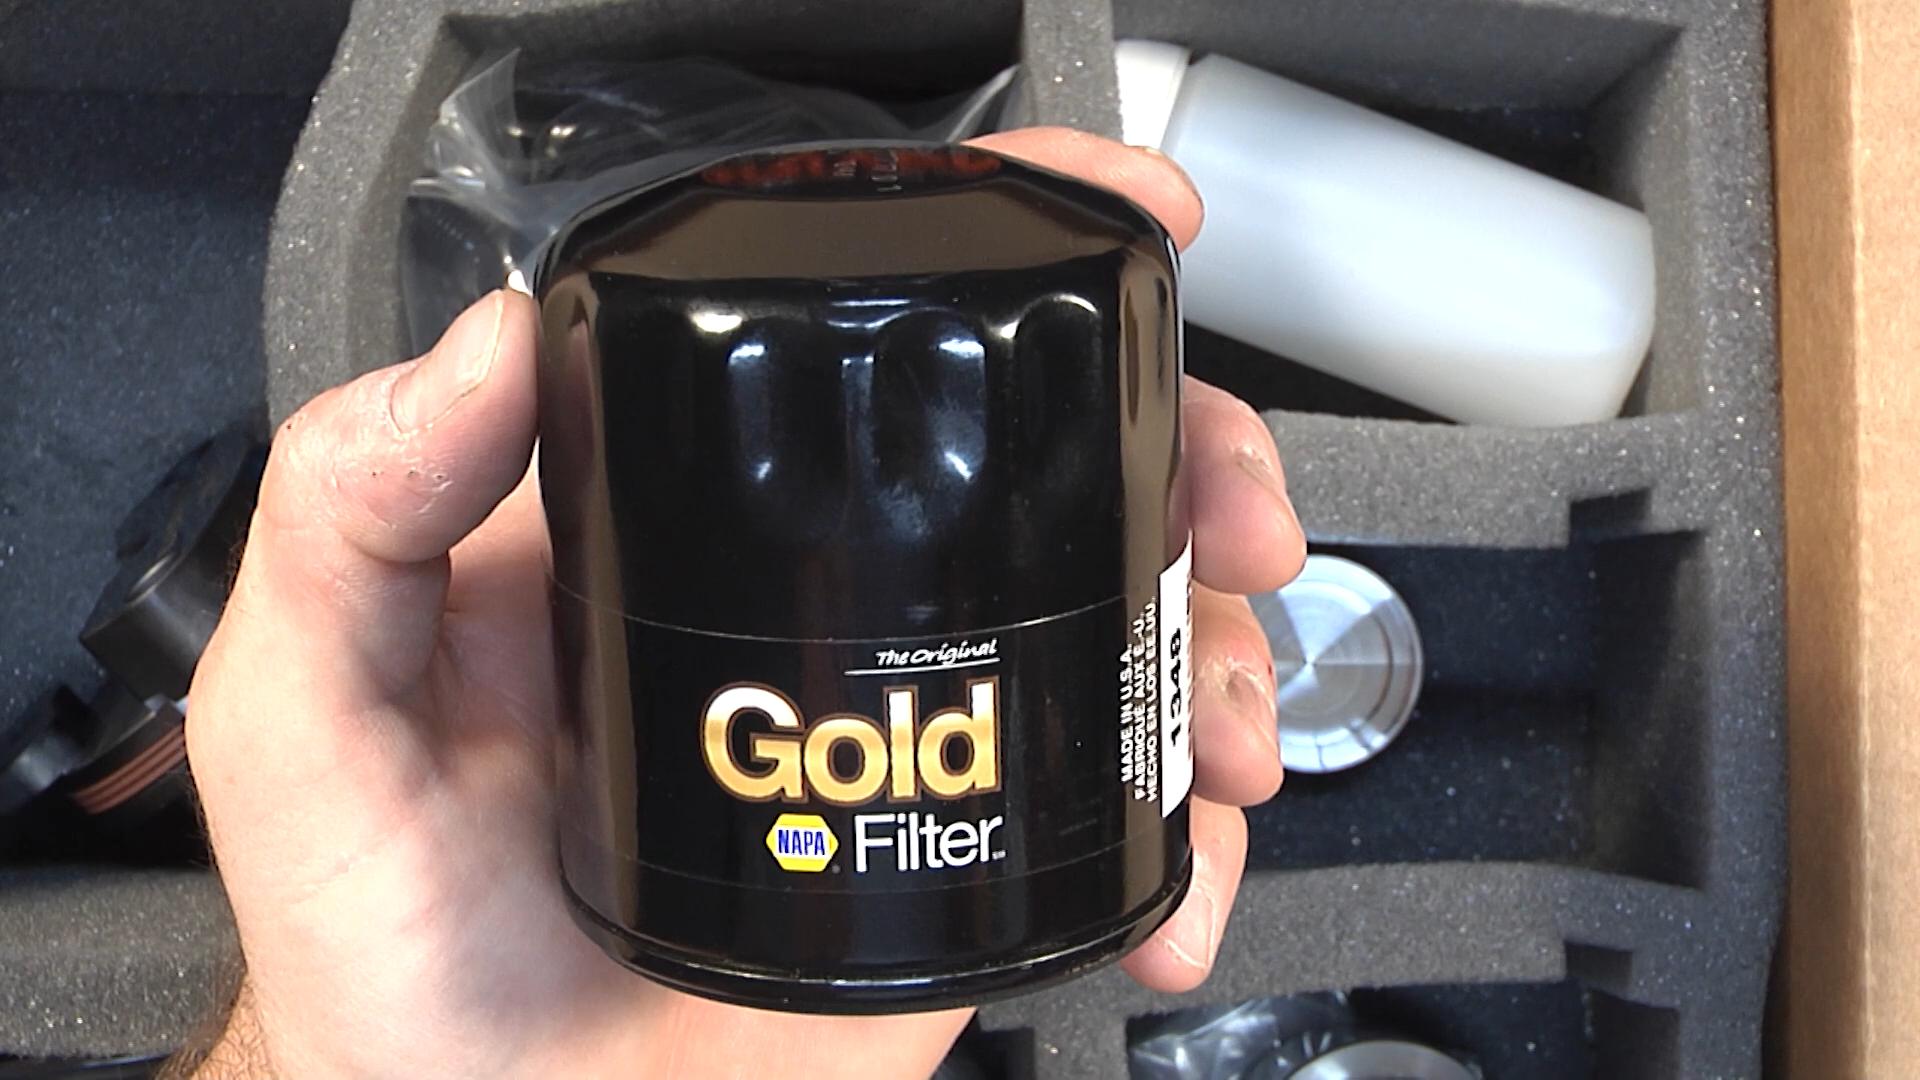 The Original
Gold
NAPA
Filter
MADE IN U.S.A.
FABRIQUÉ AUX É.-U.
HECHO EN LOS EE.UU.
1348